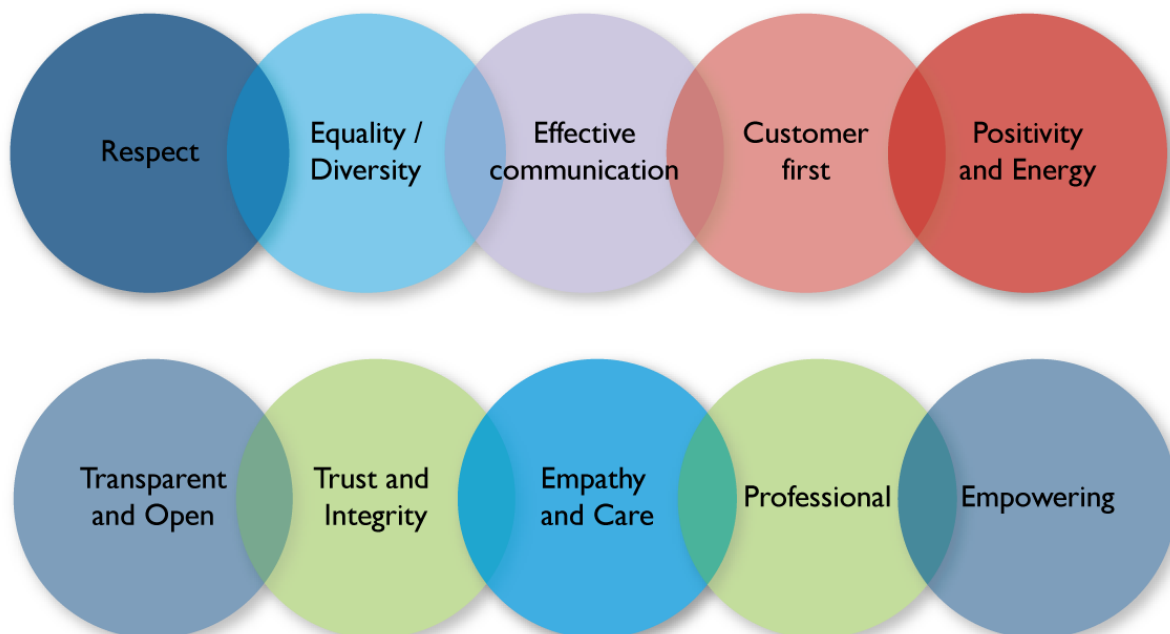 Respect
Equality /
Diversity
Effective
communication
Customer
first
Positivity
and Energy
Transparent
and Open
Trust and
Integrity
Empathy
and Care
Professional
Empowering